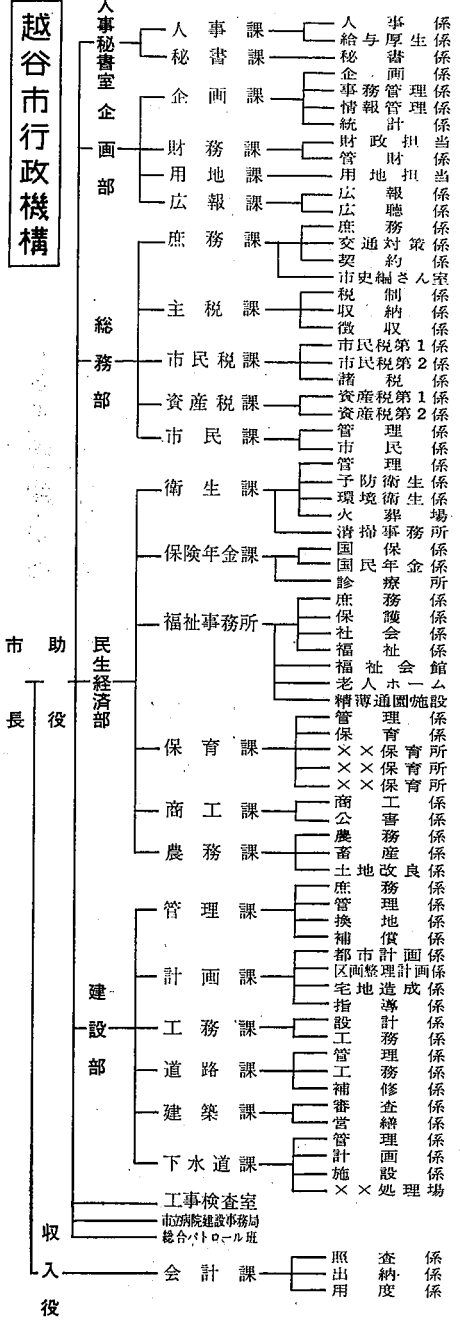 越谷市行政機構
市長
助役
収入役
人事秘書室
人事課
人事係
給与厚生係
秘書課
秘書係
企画部
企画課
企画係
事務管理係
情報管理係
統計係
財務課
財政担当
管財係
用地課
用地担当
広報課
広報係
広聴係
総務部
庶務課
庶務係
交通対策係
契約係
市史編さん室
主税課
税制係
収納係
徴収係
市民税課
市民税第1係
市民税第2係
諸税係
資産税課
資産税第1係
資産税第2係
市民課
管理係
市民係
民生経済部
衛生課
管理係
予防衛生係
環境衛生係
火葬場
清掃事務所
保険年金課
国保係
国民年金係
診療所
福祉事務所
庶務係
保護係
社会係
福祉係
福祉会館
老人ホーム
精薄通園施設
保育課
管理係
保育係
××保育所
××保育所
××保育所
商工課
商工係
公害係
農務課
農務係
畜産係
土地改良係
建設部
管理課
庶務係
管理係
換地係
補償係
計画課
都市計画係
区画整理計画係
宅地造成係
指導係
工務課
設計係
工務係
道路課
管理係
工務係
補修係
建築課
審査係
営繕係
下水道課
管理係
計画係
施設係
××処理場
工事検査室
市立病院建設事務局
総合パトロール班
会計課
照査係
出納係
用度係